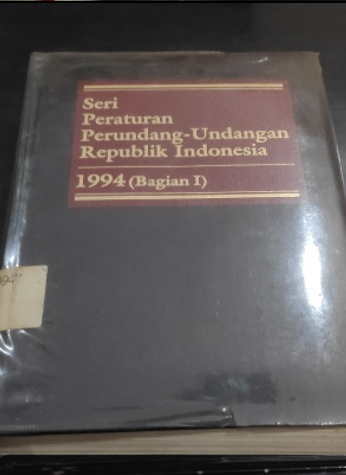 Seri
Peraturan
Perundang-Undangan
Republik Indonesia
1994 (Bagian I)